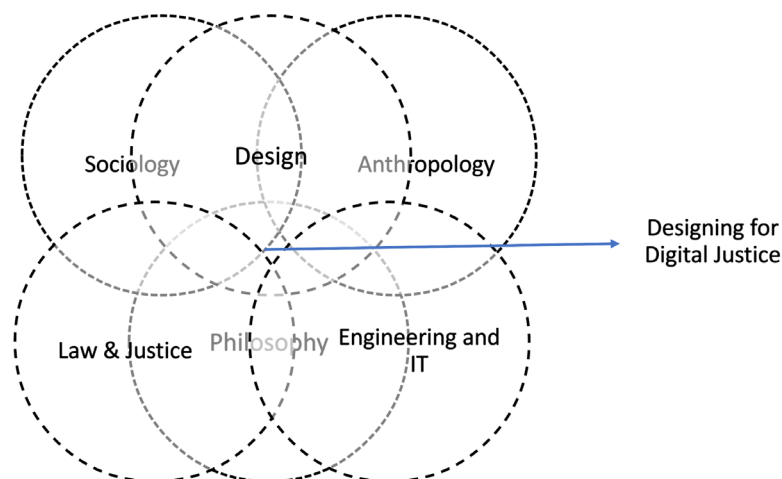 Sociology
Design
Anthropology
Designing for
Digital Justice
Law & Justice
Philosophy
Engineering and
IT